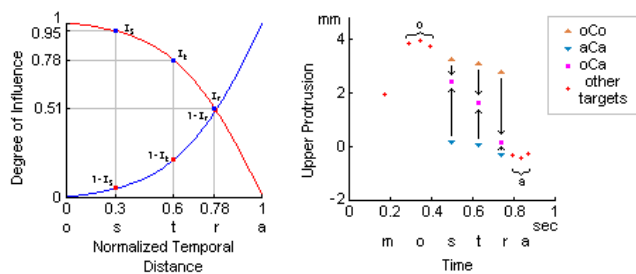 1
0.95
0.78
0.51
0
Degree of Influence
I_s
I_t
I_r
1-I_r
1-I_t
1-I_s
0 0.3 0.6 0.78 1
o s t r a
Normalized Temporal
Distance
mm
4
2
0
-2
Upper Protrusion
o
a
0 0.2 0.4 0.6 0.8 1
sec
m o s t r a
Time
oCo
aCa
oCa
other
targets